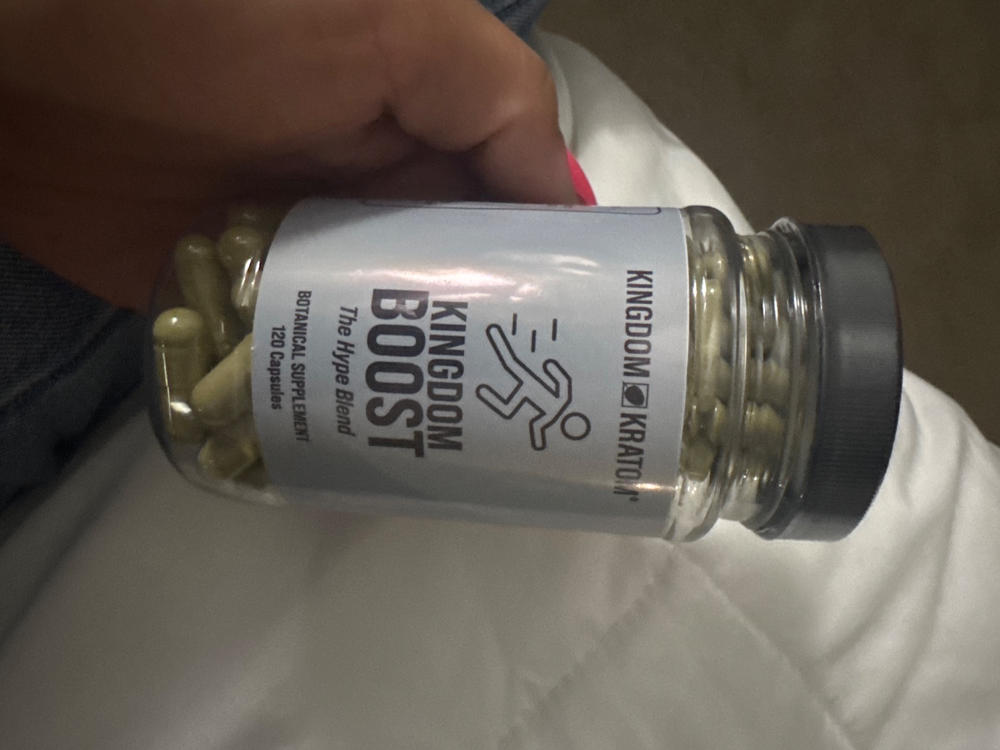 KINGDOM KRATOM®
KINGDOM
BOOST
The Hype Blend
BOTANICAL SUPPLEMENT
120 Capsules